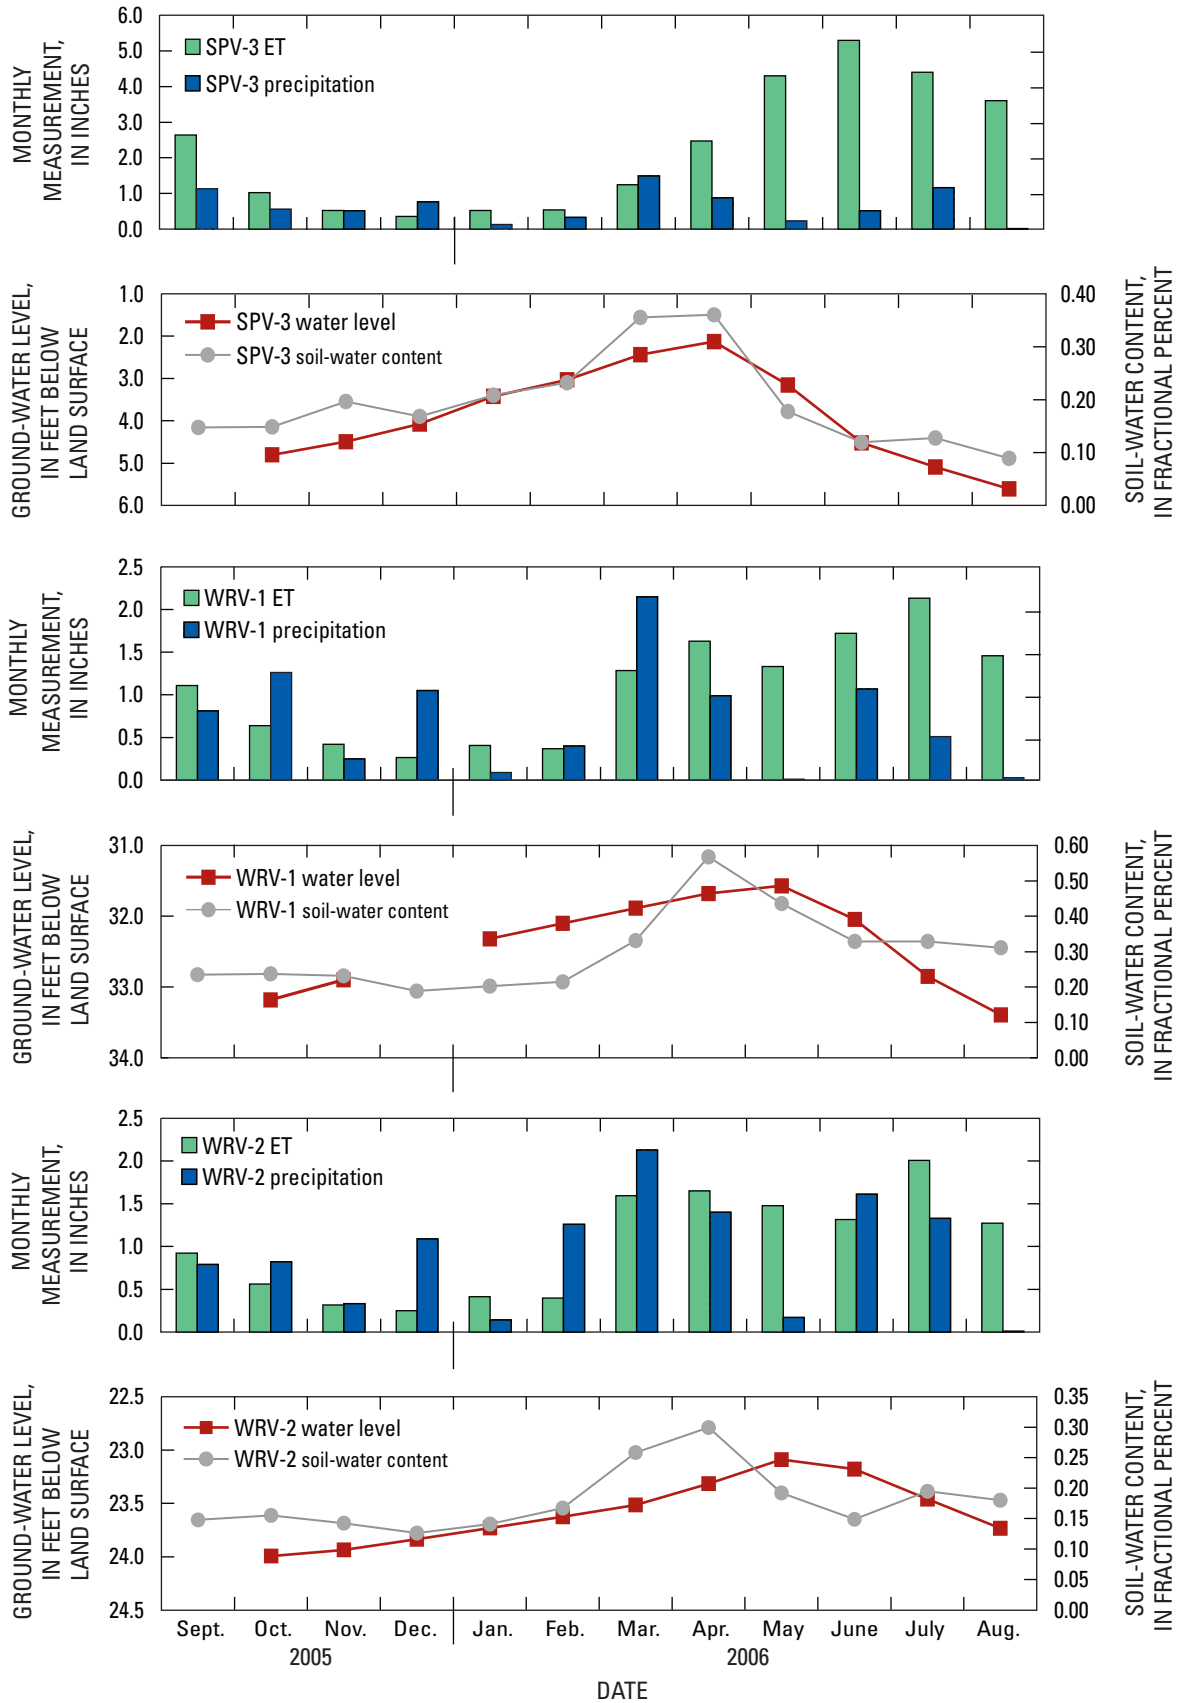 MONTHLY
MEASUREMENT,
IN INCHES
6.0
5.0
4.0
3.0
2.0
1.0
0.0
SPV-3 ET
SPV-3 precipitation
GROUND-WATER LEVEL,
IN FEET BELOW
LAND SURFACE
1.0
2.0
3.0
4.0
5.0
6.0
SPV-3 water level
SPV-3 soil-water content
0.40
0.30
0.20
0.10
0.00
SOIL-WATER CONTENT,
IN FRACTIONAL PERCENT
MONTHLY
MEASUREMENT,
IN INCHES
2.5
2.0
1.5
1.0
0.5
0.0
WRV-1 ET
WRV-1 precipitation
GROUND-WATER LEVEL,
IN FEET BELOW
LAND SURFACE
31.0
32.0
33.0
34.0
WRV-1 water level
WRV-1 soil-water content
0.60
0.50
0.40
0.30
0.20
0.10
0.00
SOIL-WATER CONTENT,
IN FRACTIONAL PERCENT
MONTHLY
MEASUREMENT,
IN INCHES
2.5
2.0
1.5
1.0
0.5
0.0
WRV-2 ET
WRV-2 precipitation
GROUND-WATER LEVEL,
IN FEET BELOW
LAND SURFACE
22.5
23.0
23.5
24.0
24.5
WRV-2 water level
WRV-2 soil-water content
0.35
0.30
0.25
0.20
0.15
0.10
0.05
0.00
SOIL-WATER CONTENT,
IN FRACTIONAL PERCENT
Sept. Oct. Nov. Dec. Jan. Feb. Mar. Apr. May June July Aug.
2005 2006
DATE